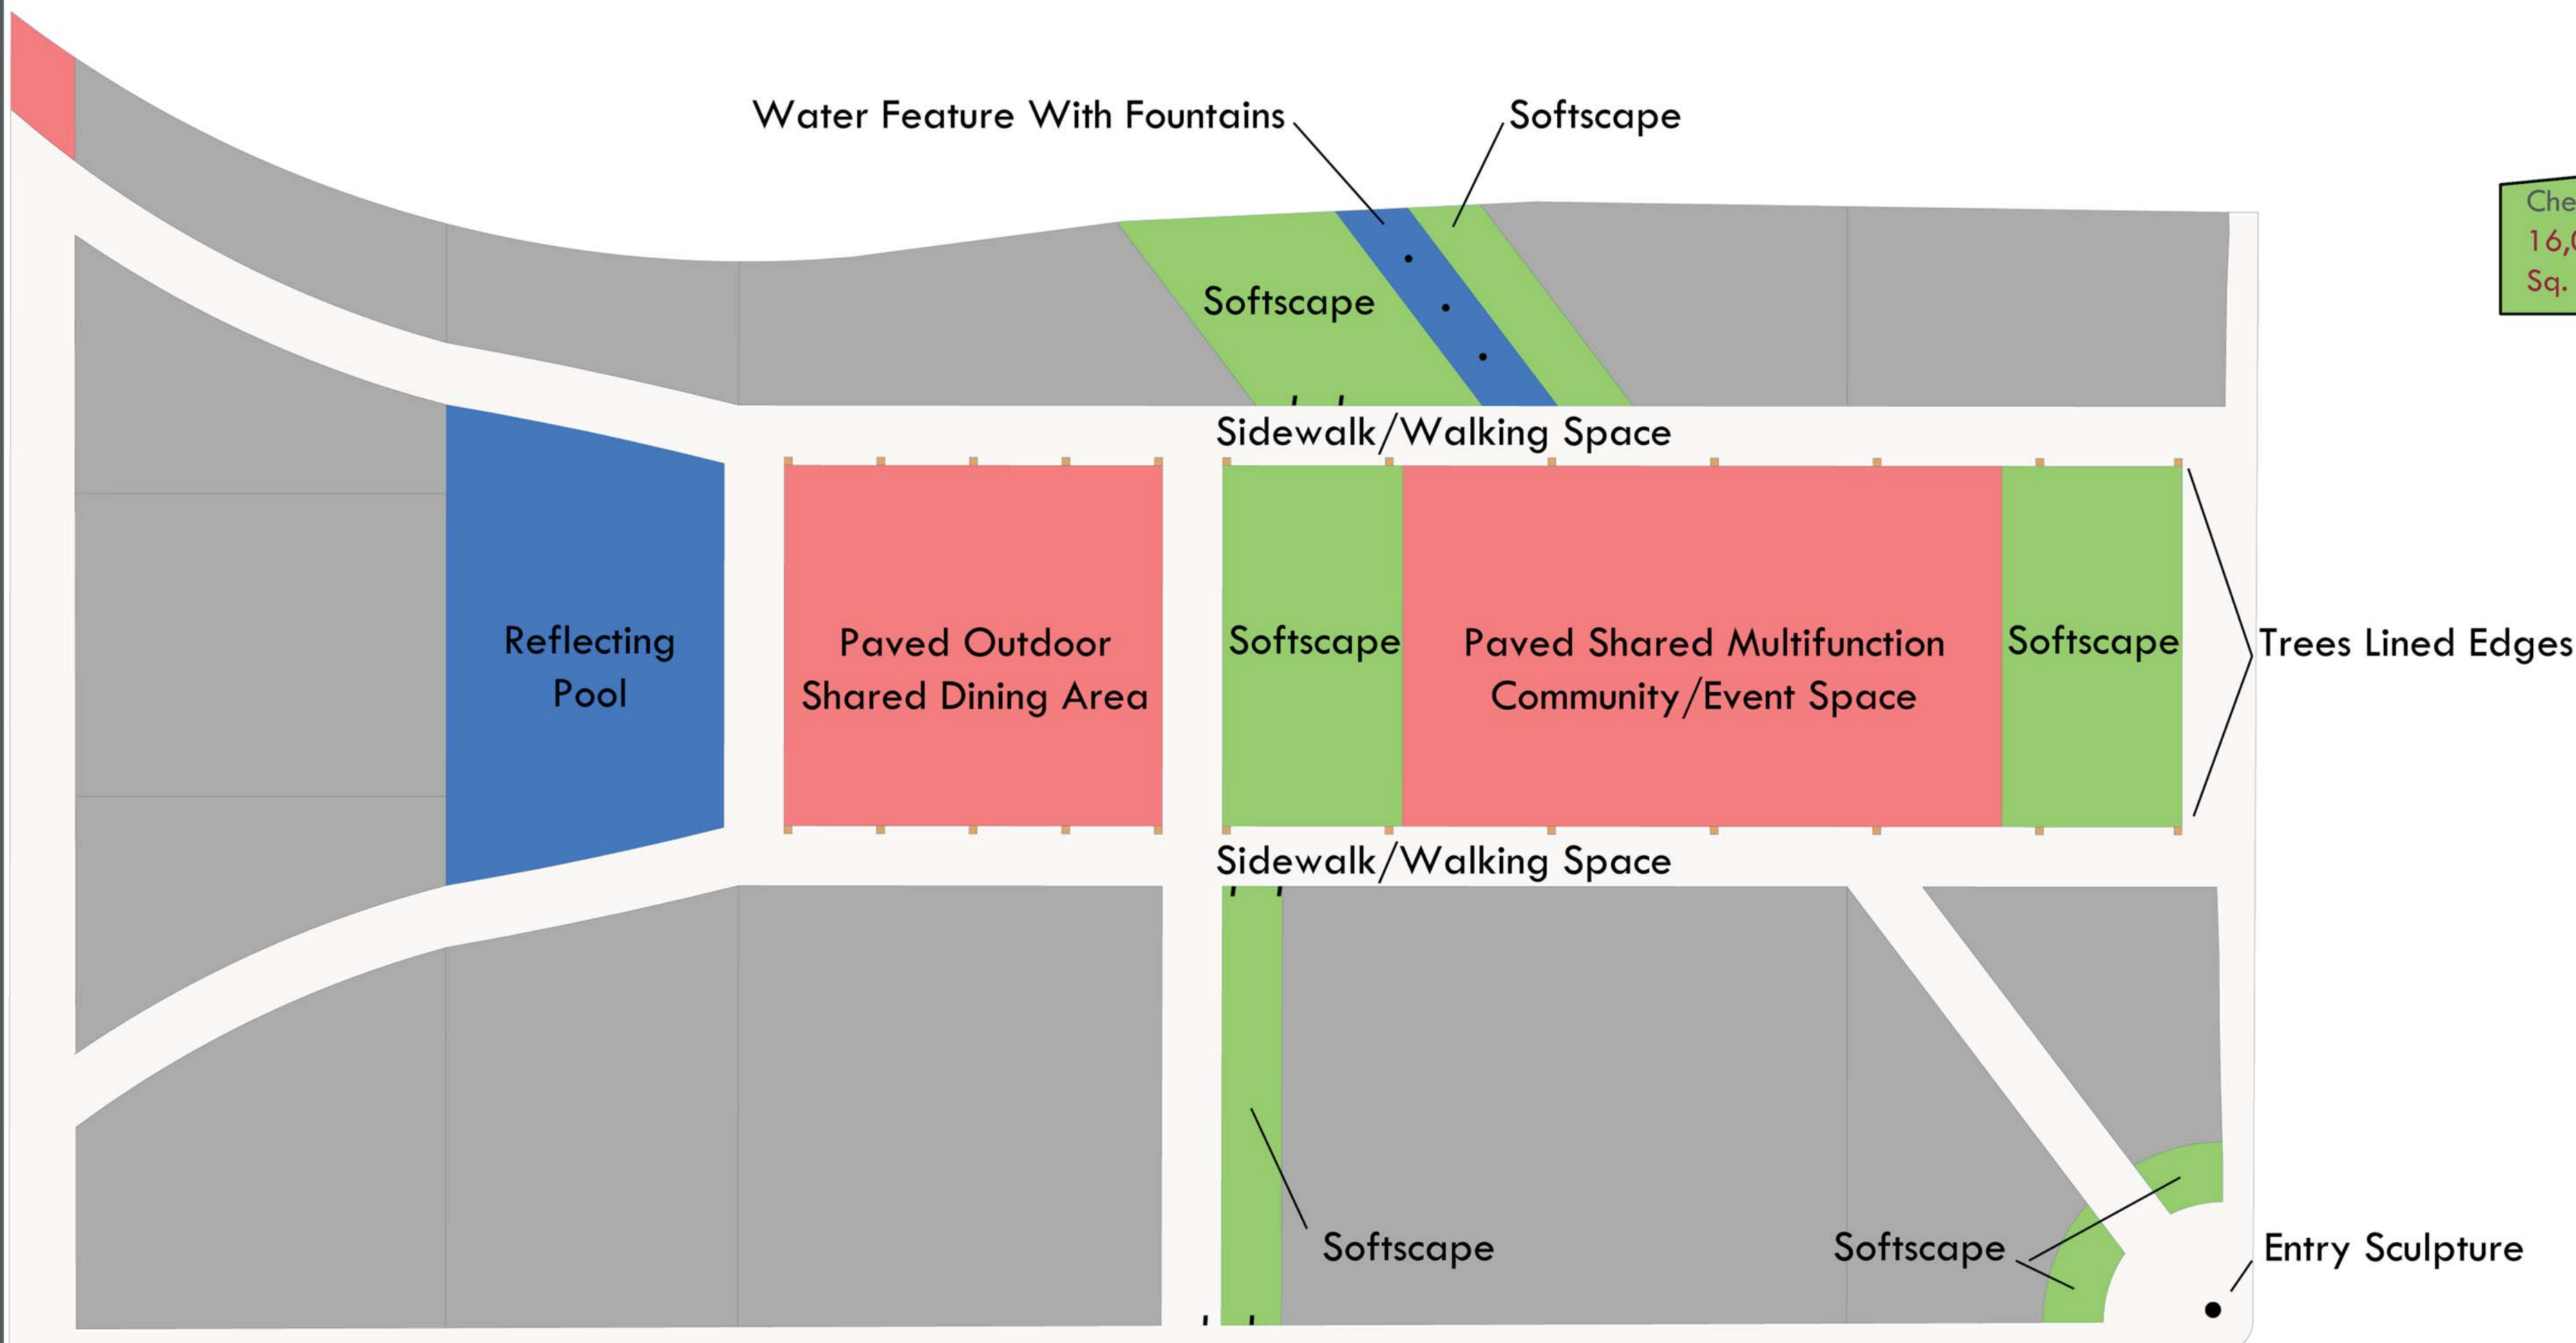 Water Feature With Fountains
Softscape
Softscape
Sidewalk/Walking Space
Reflecting
Pool
Paved Outdoor
Shared Dining Area
Softscape
Paved Shared Multifunction
Community/Event Space
Softscape
Trees Lined Edges
Sidewalk/Walking Space
Softscape
Softscape
Entry Sculpture
Sq.